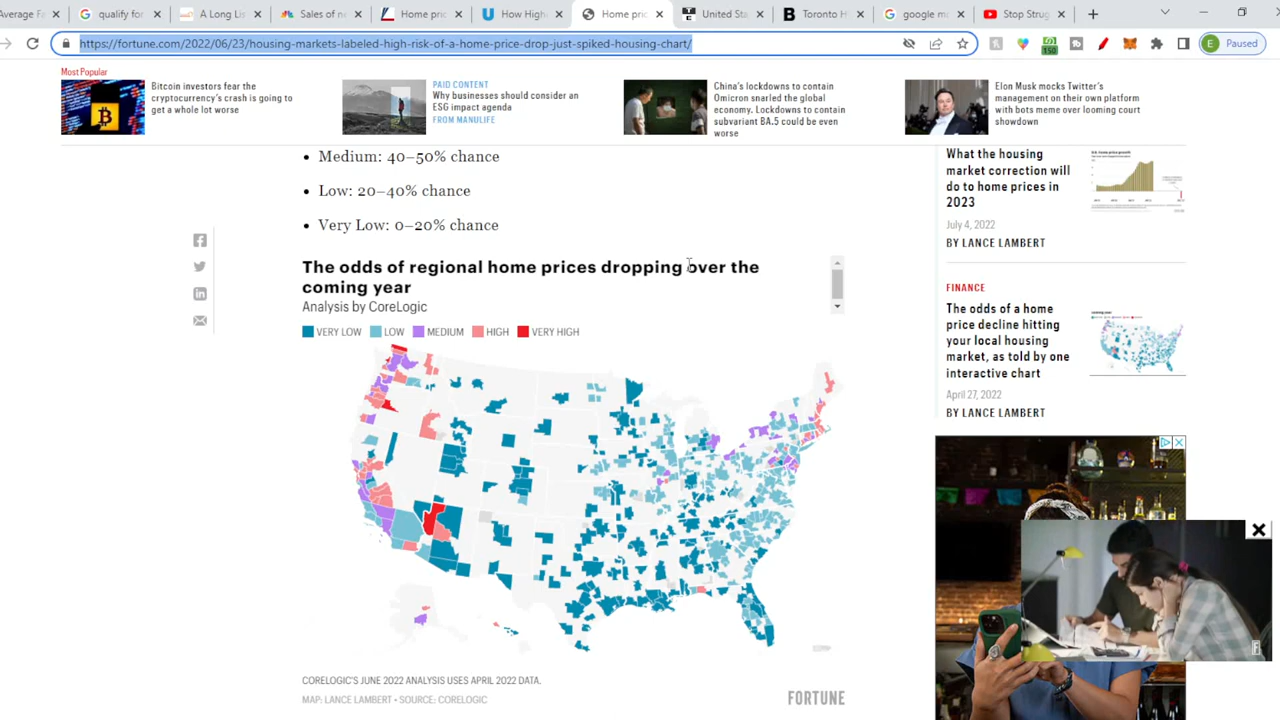 Average Fa
qualify for
A Long Lis
Sales of ne
Home pric
How Highe
Home pric
United Sta
Toronto H
google mo
Stop Strug
https://fortune.com/2022/06/23/housing-markets-labeled-high-risk-of-a-home-price-drop-just-spiked-housing-chart/
150
E
Paused
Most Popular
Bitcoin investors fear the
cryptocurrency's crash is going to
get a whole lot worse
PAID CONTENT
Why businesses should consider an
ESG impact agenda
FROM MANULIFE
China's lockdowns to contain
Omicron snarled the global
economy. Lockdowns to contain
subvariant BA.5 could be even
worse
Elon Musk mocks Twitter's
management on their own platform
with bots meme over looming court
showdown
Medium: 40–50% chance
Low: 20–40% chance
Very Low: 0–20% chance
The odds of regional home prices dropping over the
coming year
Analysis by CoreLogic
VERY LOW LOW MEDIUM HIGH VERY HIGH
CORELOGIC'S JUNE 2022 ANALYSIS USES APRIL 2022 DATA.
MAP: LANCE LAMBERT • SOURCE: CORELOGIC
FORTUNE
What the housing
market correction will
do to home prices in
2023
July 4, 2022
BY LANCE LAMBERT
FINANCE
The odds of a home
price decline hitting
your local housing
market, as told by one
interactive chart
April 27, 2022
BY LANCE LAMBERT